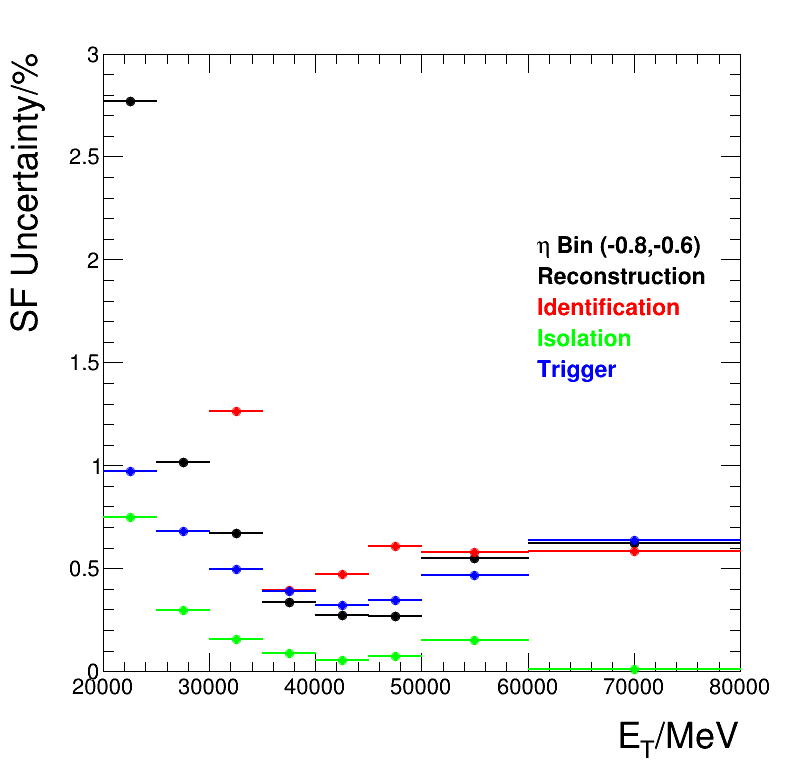 SF Uncertainty/%
3
2.5
2
1.5
1
0.5
0
η Bin (-0.8,-0.6)
Reconstruction
Identification
Isolation
Trigger
20000 30000 40000 50000 60000 70000 80000
E_T/MeV